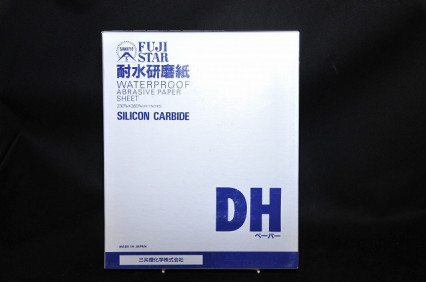 SANKYO
FUJI
STAR
耐水研磨紙
WATERPROOF
ABRASIVE PAPER
SHEET
SILICON CARBIDE
DH
ペーパー
MADE IN JAPAN
三共理化学株式会社